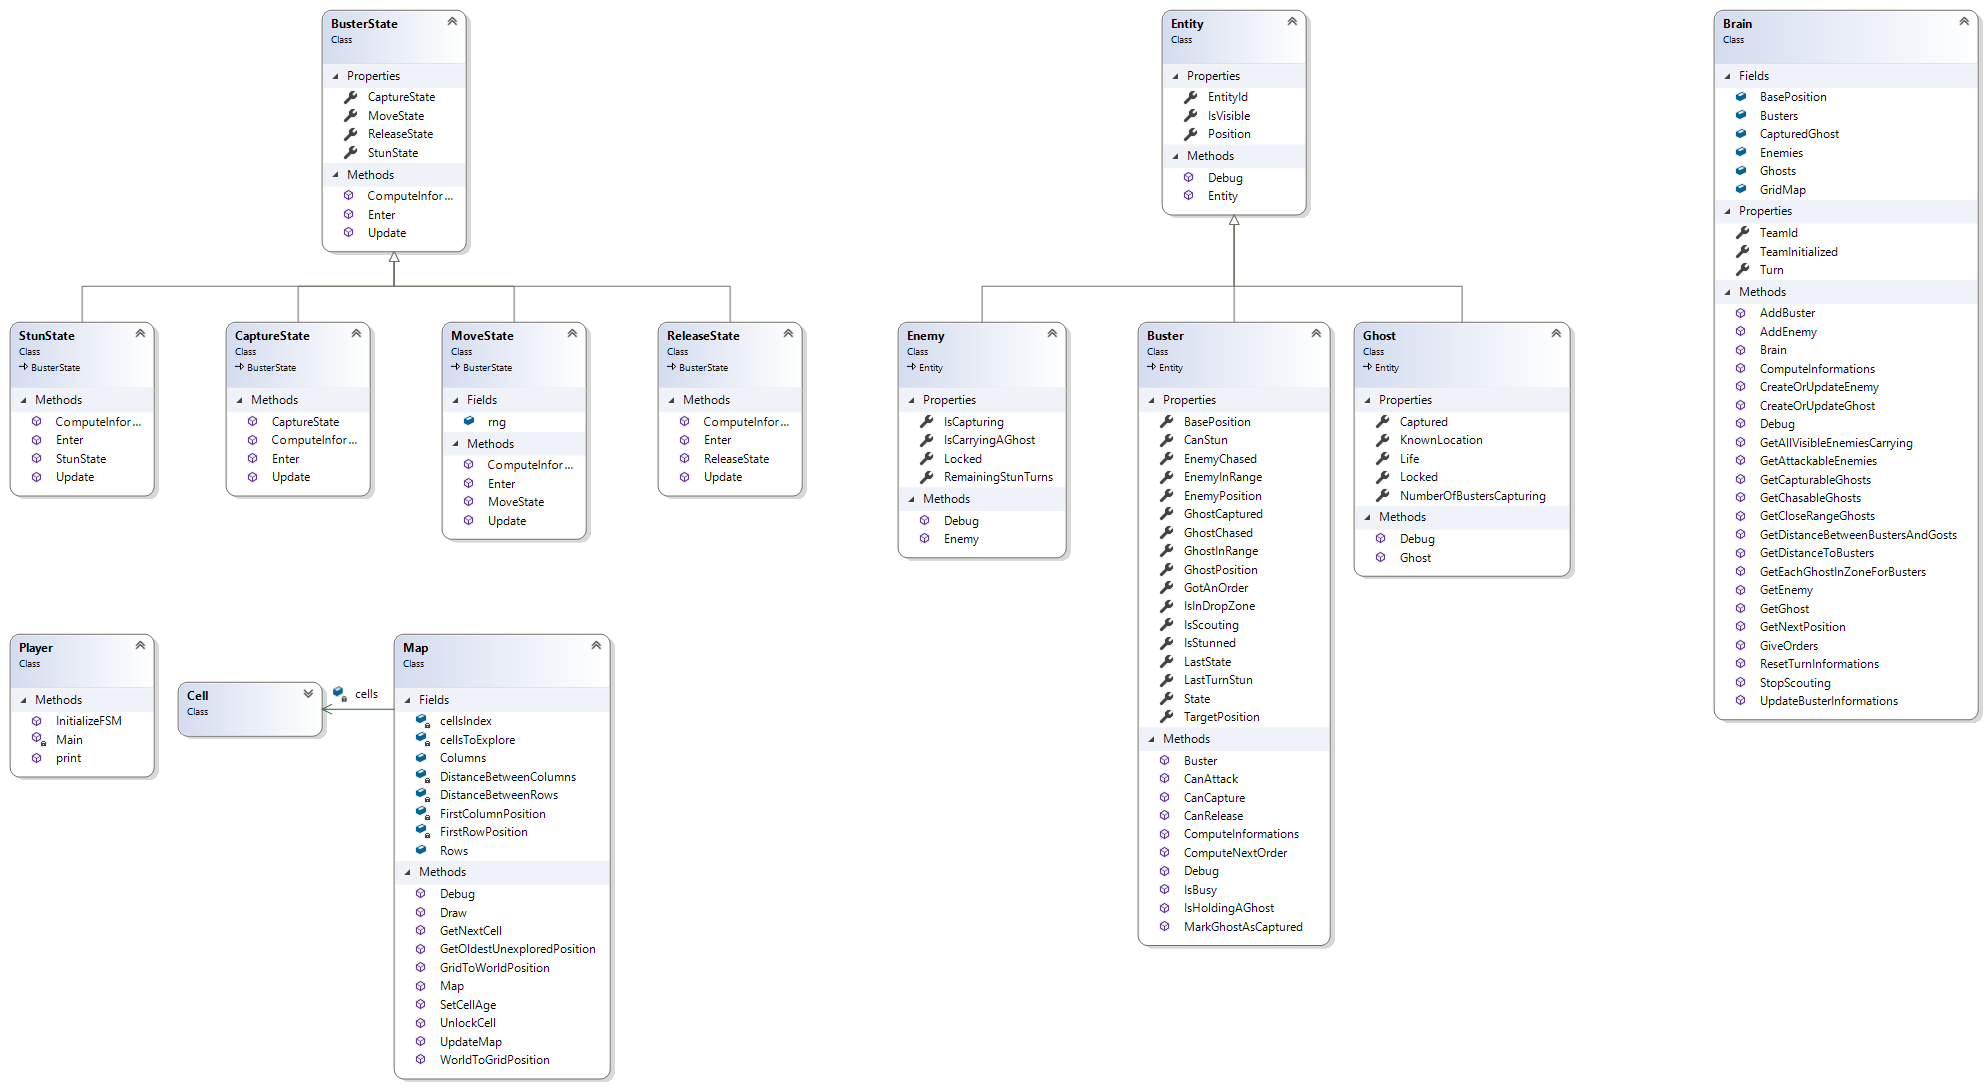 BusterState
Class
Properties
CaptureState
MoveState
ReleaseState
StunState
Methods
ComputeInfor...
Enter
Update
Entity
Class
Properties
EntityId
IsVisible
Position
Methods
Debug
Entity
Brain
Class
Fields
BasePosition
Busters
CapturedGhost
Enemies
Ghosts
GridMap
Properties
TeamId
TeamInitialized
Turn
Methods
AddBuster
AddEnemy
Brain
ComputeInformations
CreateOrUpdateEnemy
CreateOrUpdateGhost
Debug
GetAllVisibleEnemiesCarrying
GetAttackableEnemies
GetCapturableGhosts
GetChasableGhosts
GetCloseRangeGhosts
GetDistanceBetweenBustersAndGosts
GetDistanceToBusters
GetEachGhostInZoneForBusters
GetEnemy
GetGhost
GetNextPosition
GiveOrders
ResetTurnInformations
StopScouting
UpdateBusterInformations
StunState
Class
BusterState
Methods
ComputeInfor...
Enter
StunState
Update
CaptureState
Class
BusterState
Methods
CaptureState
ComputeInfor...
Enter
Update
MoveState
Class
BusterState
Fields
rng
Methods
ComputeInfor...
Enter
MoveState
Update
ReleaseState
Class
BusterState
Methods
ComputeInfor...
Enter
ReleaseState
Update
Enemy
Class
Entity
Properties
IsCapturing
IsCarryingAGhost
Locked
RemainingStunTurns
Methods
Debug
Enemy
Buster
Class
Entity
Properties
BasePosition
CanStun
EnemyChased
EnemyInRange
EnemyPosition
GhostCaptured
GhostChased
GhostInRange
GhostPosition
GotAnOrder
IsInDropZone
IsScouting
IsStunned
LastState
LastTurnStun
State
TargetPosition
Methods
Buster
CanAttack
CanCapture
CanRelease
ComputeInformations
ComputeNextOrder
Debug
IsBusy
IsHoldingAGhost
MarkGhostAsCaptured
Ghost
Class
Entity
Properties
Captured
KnownLocation
Life
Locked
NumberOfBustersCapturing
Methods
Debug
Ghost
Player
Class
Methods
InitializeFSM
Main
print
Cell
Class
cells
Map
Class
Fields
cellsIndex
cellsToExplore
Columns
DistanceBetweenColumns
DistanceBetweenRows
FirstColumnPosition
FirstRowPosition
Rows
Methods
Debug
Draw
GetNextCell
GetOldestUnexploredPosition
GridToWorldPosition
Map
SetCellAge
UnlockCell
UpdateMap
WorldToGridPosition